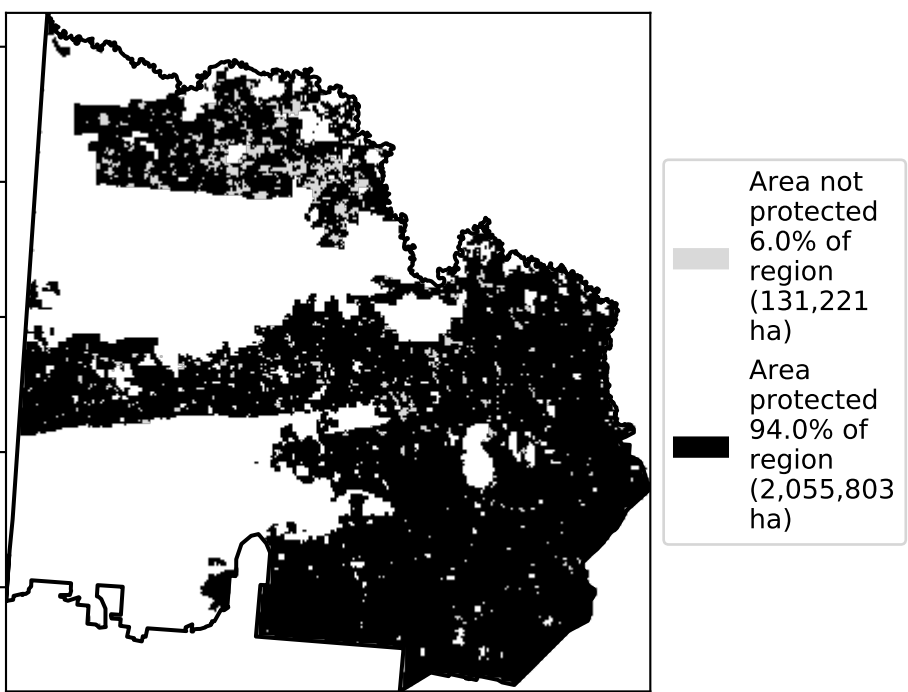 Area not
protected
6.0% of
region
(131,221
ha)
Area
protected
94.0% of
region
(2,055,803
ha)